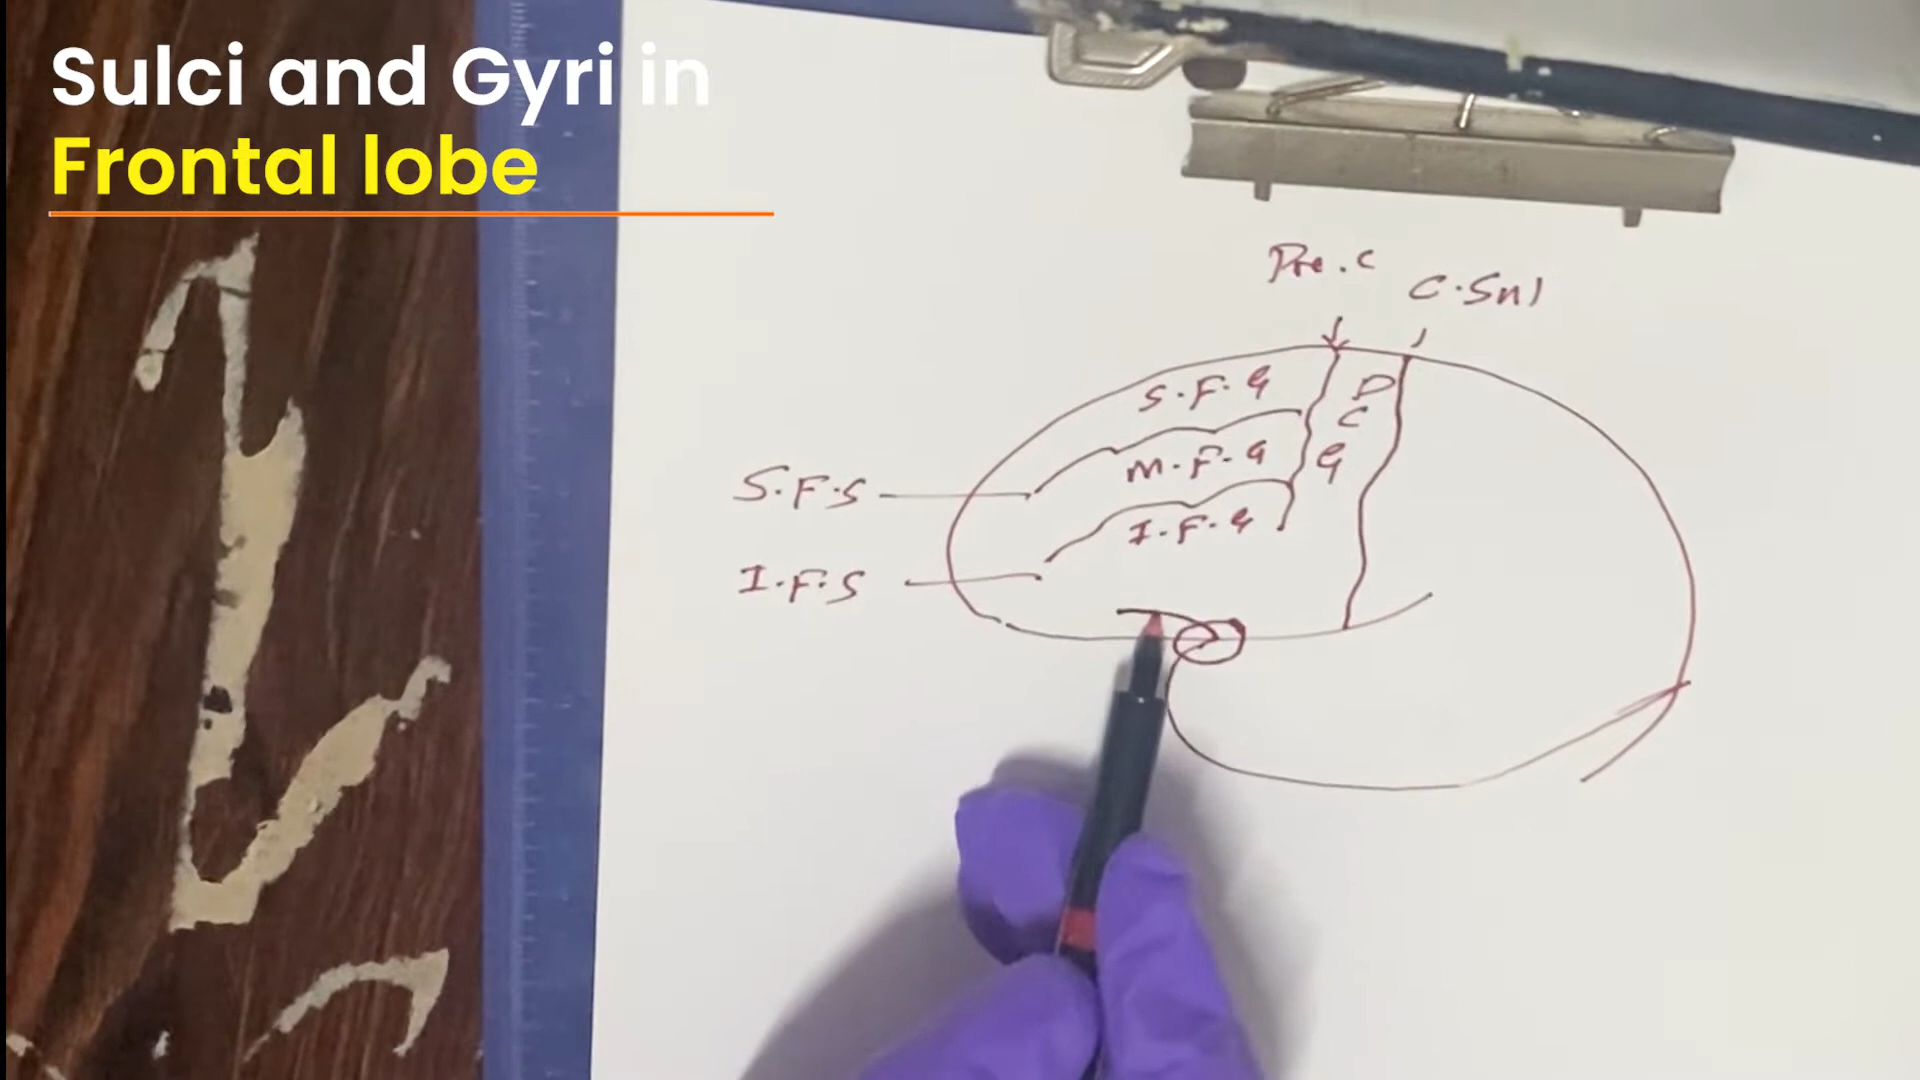 Sulci and Gyri in
Frontal lobe
Pre.C
C.Sul
S.F.G
P
C
G
M.F.G
S.F.S
I.F.G
I.F.S